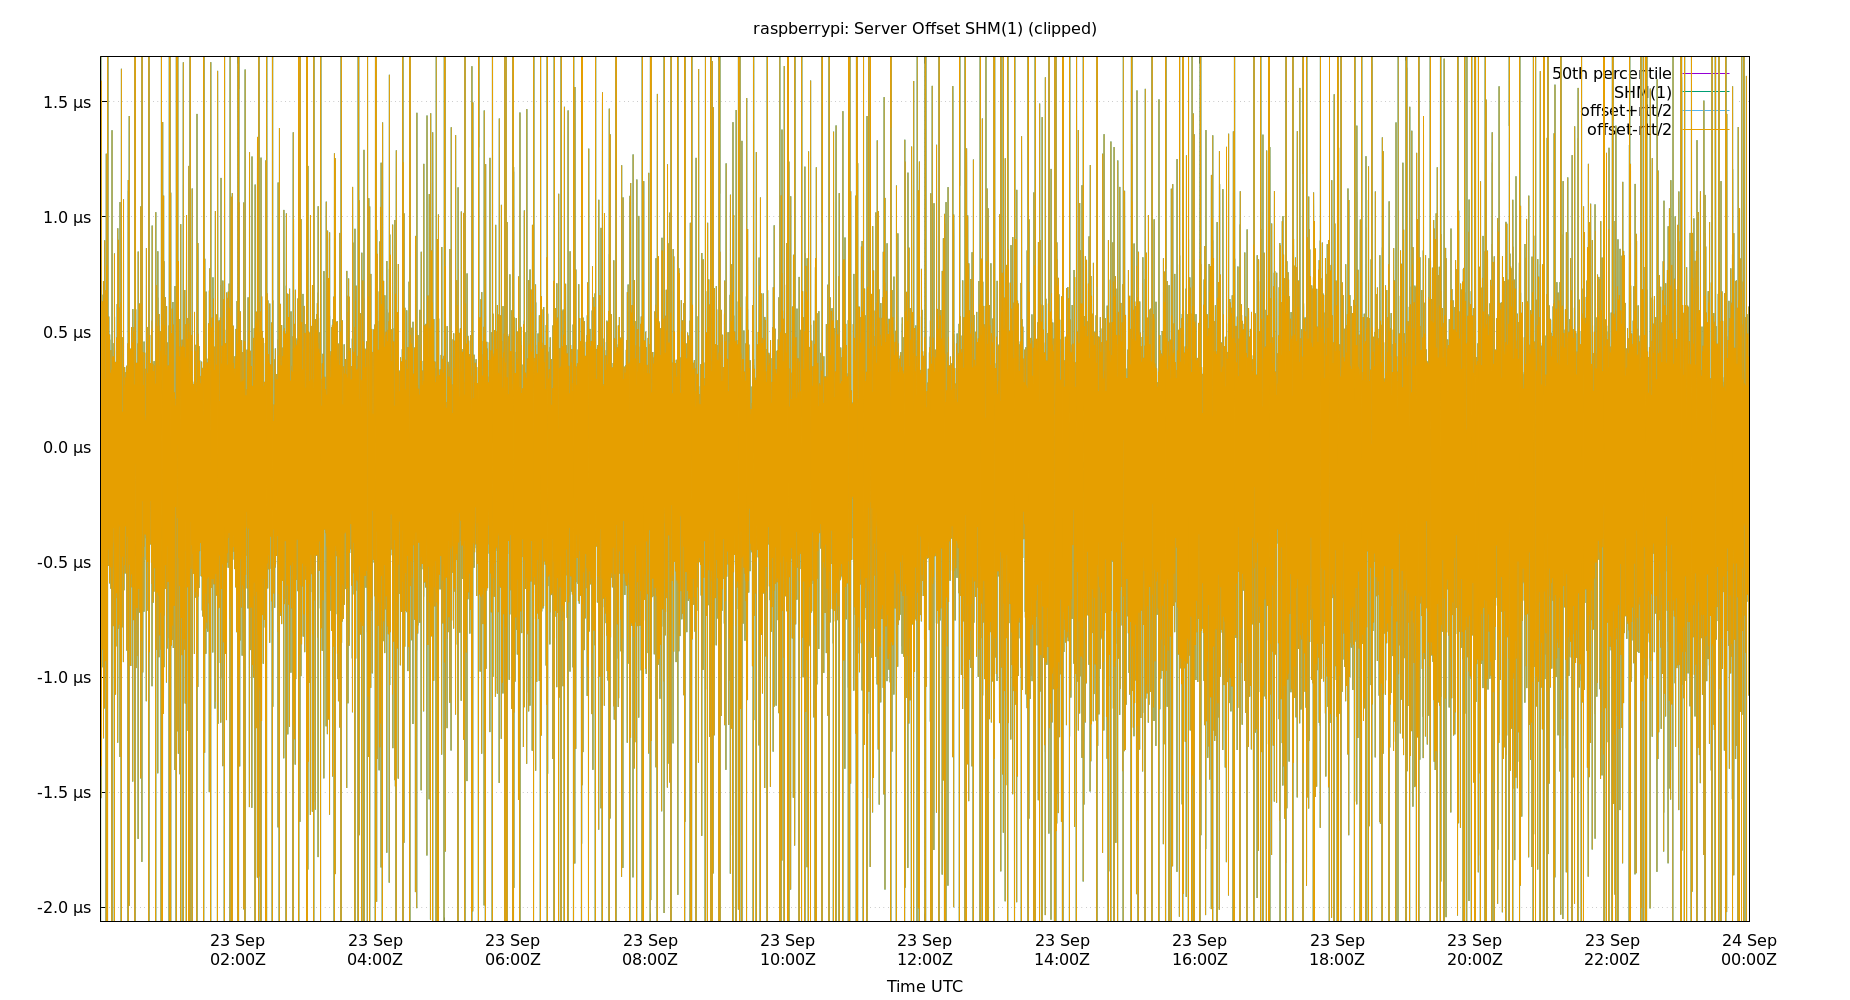 raspberrypi: Server Offset SHM(1) (clipped)
50th percentile
SHM(1)
offset+rtt/2
offset-rtt/2
1.5 µs
1.0 µs
0.5 µs
0.0 µs
-0.5 µs
-1.0 µs
-1.5 µs
-2.0 µs
23 Sep 23 Sep 23 Sep 23 Sep 23 Sep 23 Sep 23 Sep 23 Sep 23 Sep 23 Sep 23 Sep 24 Sep
02:00Z 04:00Z 06:00Z 08:00Z 10:00Z 12:00Z 14:00Z 16:00Z 18:00Z 20:00Z 22:00Z 00:00Z
Time UTC